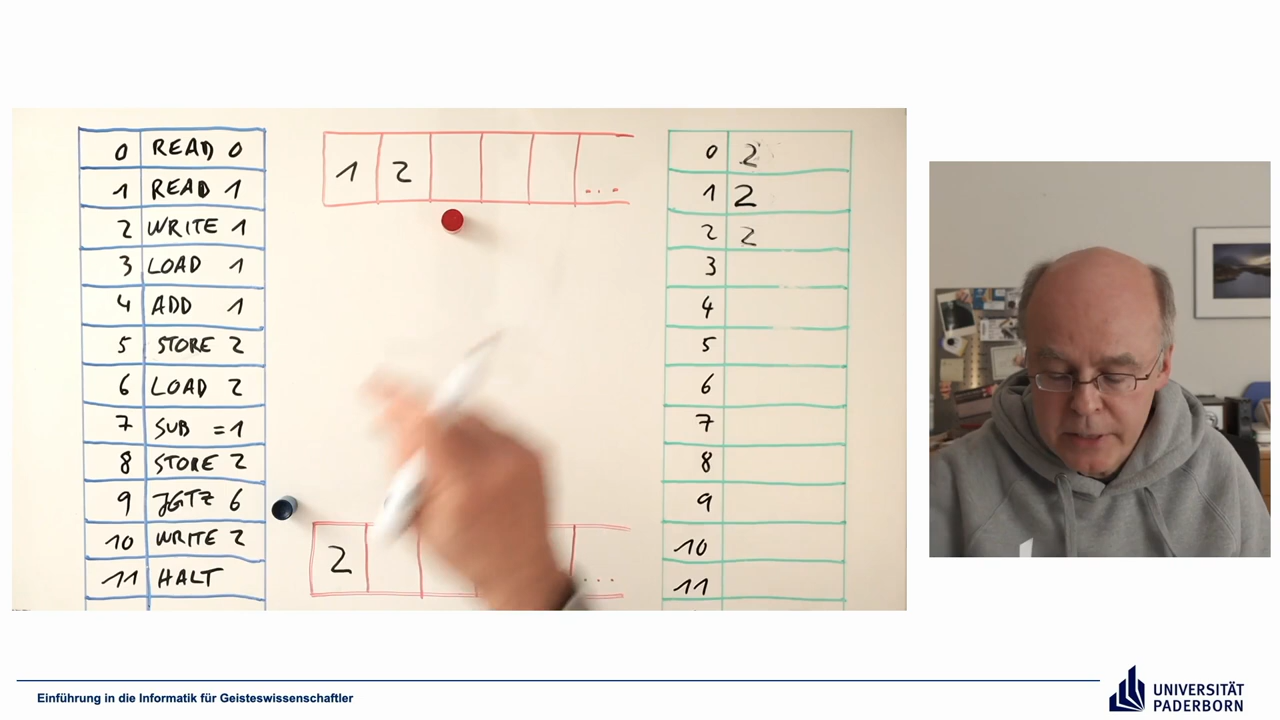 0 READ 0
1 READ 1
2 WRITE 1
3 LOAD 1
4 ADD 1
5 STORE 2
6 LOAD 2
7 SUB =1
8 STORE 2
9 JGTZ 6
10 WRITE 2
11 HALT
1 2 ...
2 ...
0 2
1 2
2 2
3
4
5
6
7
8
9
10
11
Einführung in die Informatik für Geisteswissenschaftler
UNIVERSITÄT
PADERBORN